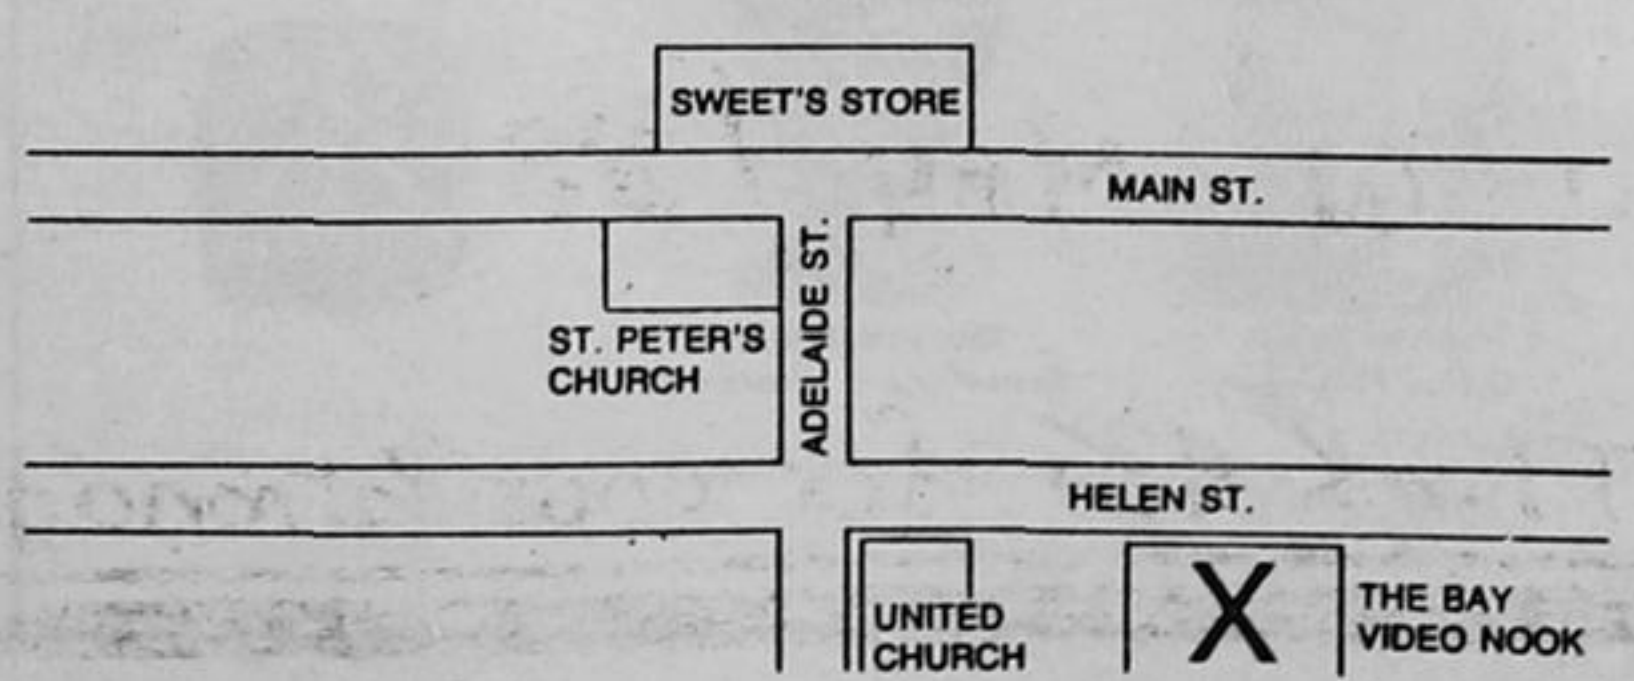 SWEET'S STORE
MAIN ST.
ADELAIDE ST.
ST. PETER'S
CHURCH
HELEN ST.
UNITED
CHURCH
X
THE BAY
VIDEO NOOK